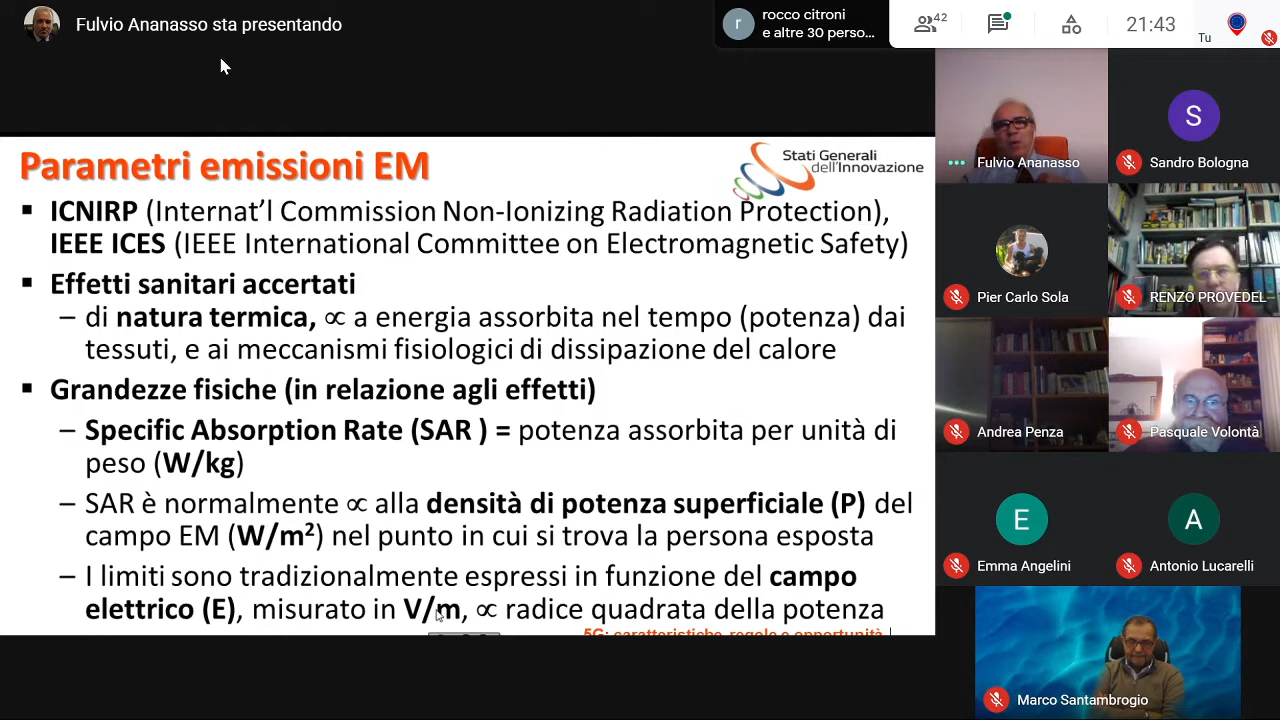 Fulvio Ananasso sta presentando
r
rocco citroni
e altre 30 perso...
42
21:43
Tu
Parametri emissioni EM
Stati Generali
dell'Innovazione
▪ ICNIRP (Internat’l Commission Non-Ionizing Radiation Protection),
IEEE ICES (IEEE International Committee on Electromagnetic Safety)
▪ Effetti sanitari accertati
– di natura termica, ∝ a energia assorbita nel tempo (potenza) dai
tessuti, e ai meccanismi fisiologici di dissipazione del calore
▪ Grandezze fisiche (in relazione agli effetti)
– Specific Absorption Rate (SAR ) = potenza assorbita per unità di
peso (W/kg)
– SAR è normalmente ∝ alla densità di potenza superficiale (P) del
campo EM (W/m²) nel punto in cui si trova la persona esposta
– I limiti sono tradizionalmente espressi in funzione del campo
elettrico (E), misurato in V/m, ∝ radice quadrata della potenza
5G: caratteristiche, regole e opportunità
Fulvio Ananasso
S
Sandro Bologna
Pier Carlo Sola
RENZO PROVEDEL
Andrea Penza
Pasquale Volontà
E
Emma Angelini
A
Antonio Lucarelli
Marco Santambrogio